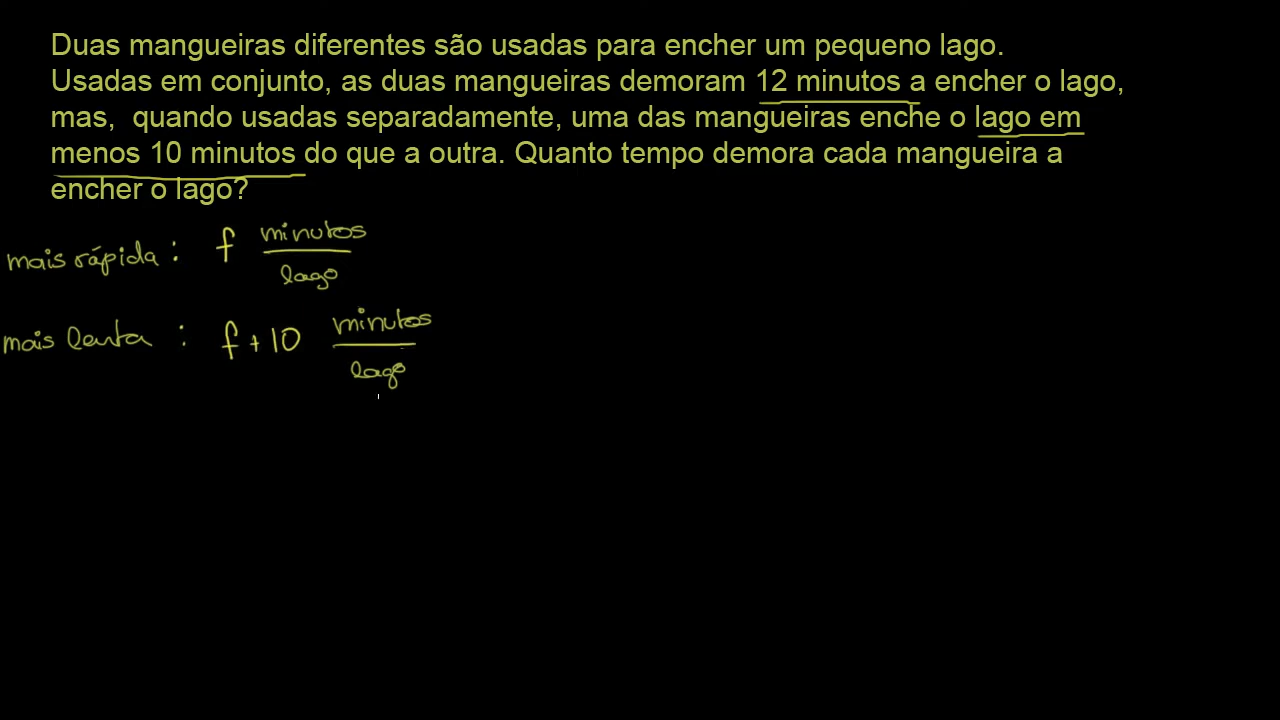 Duas mangueiras diferentes são usadas para encher um pequeno lago.
Usadas em conjunto, as duas mangueiras demoram 12 minutos a encher o lago,
mas, quando usadas separadamente, uma das mangueiras enche o lago em
menos 10 minutos do que a outra. Quanto tempo demora cada mangueira a
encher o lago?
mais rápida : f minutos/lago
mais lenta : f + 10 minutos/lago